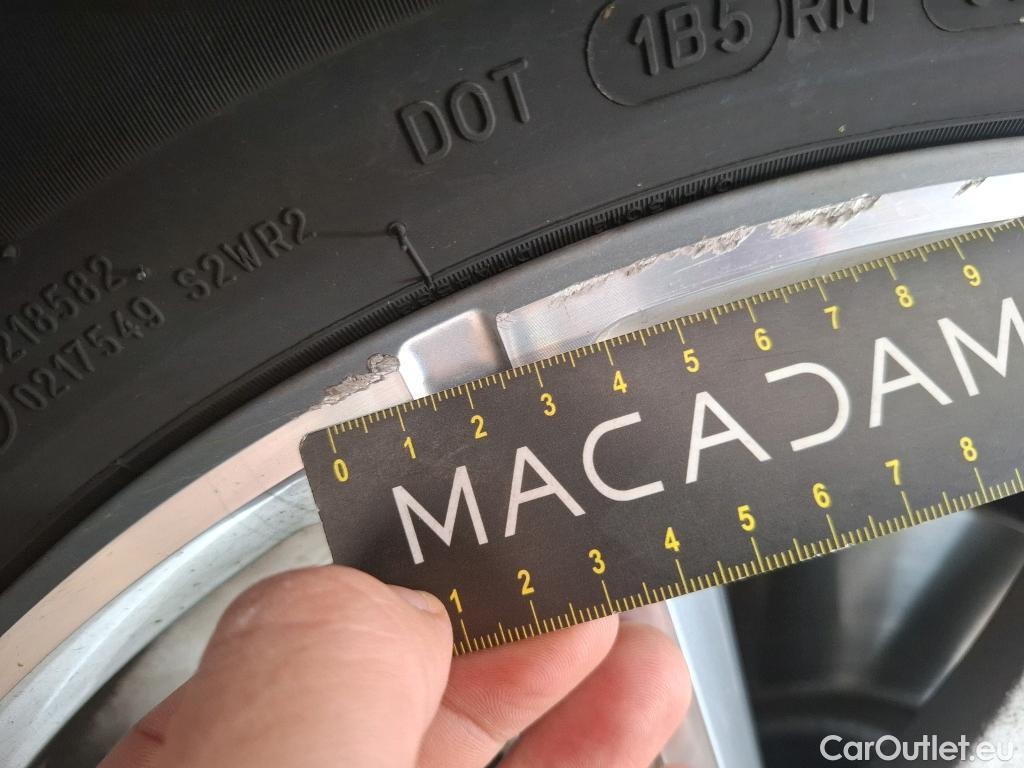 DOT 1B5 RM
218582.
0217549 S2WR2
0 1 2 3 4 5 6 7 8 9
MACADAM
1 2 3 4 5 6 7 8
CarOutlet.eu